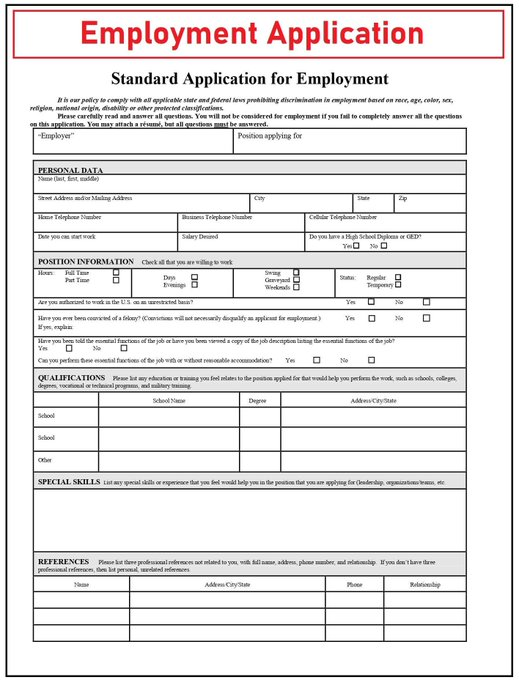 Employment Application
Standard Application for Employment
It is our policy to comply with all applicable state and federal laws prohibiting discrimination in employment based on race, age, color, sex,
religion, national origin, disability or other protected classifications.
Please carefully read and answer all questions. You will not be considered for employment if you fail to completely answer all the questions
on this application. You may attach a résumé, but all questions must be answered.
"Employer" Position applying for
PERSONAL DATA
Name (last, first, middle)
Street Address and/or Mailing Address City State Zip
Home Telephone Number Business Telephone Number Cellular Telephone Number
Date you can start work Salary Desired Do you have a High School Diploma or GED?
Yes No
POSITION INFORMATION Check all that you are willing to work
Hours: Full Time Days Swing Status: Regular
Part Time Evenings Graveyard Temporary
Weekends
Are you authorized to work in the U.S. on an unrestricted basis? Yes No
Have you ever been convicted of a felony? (Convictions will not necessarily disqualify an applicant for employment.) Yes No
If yes, explain:
Have you been told the essential functions of the job or have you been viewed a copy of the job description listing the essential functions of the job?
Yes No
Can you perform these essential functions of the job with or without reasonable accommodation? Yes No
QUALIFICATIONS Please list any education or training you feel relates to the position applied for that would help you perform the work, such as schools, colleges,
degrees, vocational or technical programs, and military training.
School Name Degree Address/City/State
School
School
Other
SPECIAL SKILLS List any special skills or experience that you feel would help you in the position that you are applying for (leadership, organizations/teams, etc.
REFERENCES Please list three professional references not related to you, with full name, address, phone number, and relationship. If you don't have three
professional references, then list personal, unrelated references.
Name Address/City/State Phone Relationship